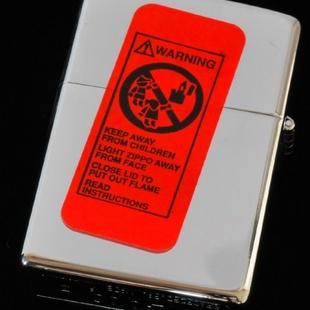 WARNING
KEEP AWAY
FROM CHILDREN
LIGHT ZIPPO AWAY
FROM FACE
CLOSE LID TO
PUT OUT FLAME
READ
INSTRUCTIONS